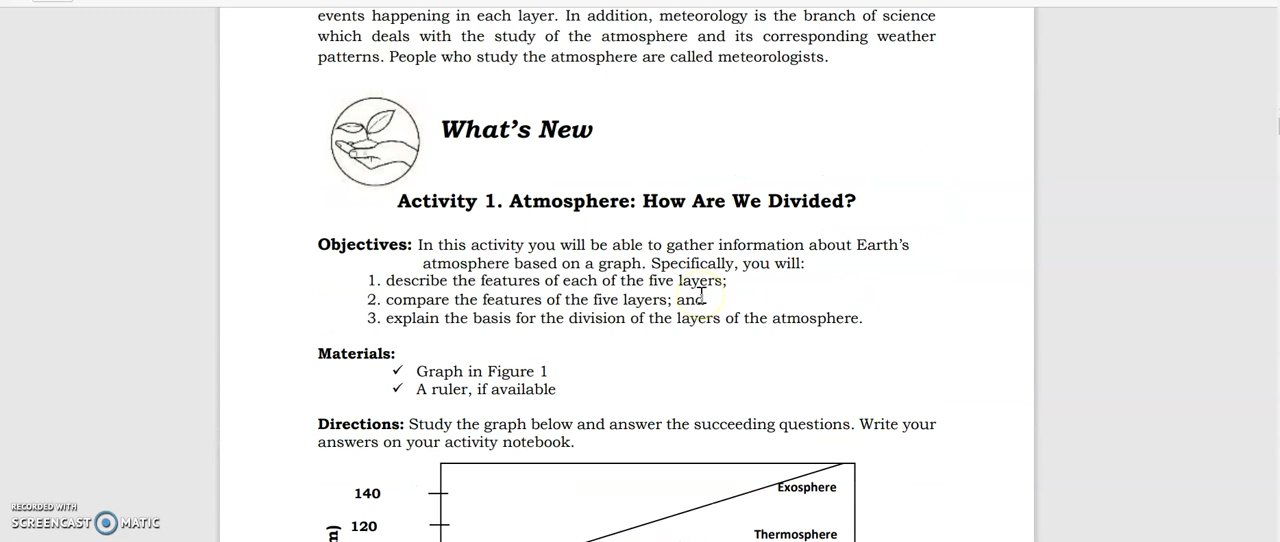 events happening in each layer. In addition, meteorology is the branch of science
which deals with the study of the atmosphere and its corresponding weather
patterns. People who study the atmosphere are called meteorologists.
What's New
Activity 1. Atmosphere: How Are We Divided?
Objectives: In this activity you will be able to gather information about Earth's
atmosphere based on a graph. Specifically, you will:
1. describe the features of each of the five layers;
2. compare the features of the five layers; and
3. explain the basis for the division of the layers of the atmosphere.
Materials:
✓ Graph in Figure 1
✓ A ruler, if available
Directions: Study the graph below and answer the succeeding questions. Write your
answers on your activity notebook.
140
Exosphere
120
Thermosphere
RECORDED WITH
SCREENCAST MATIC